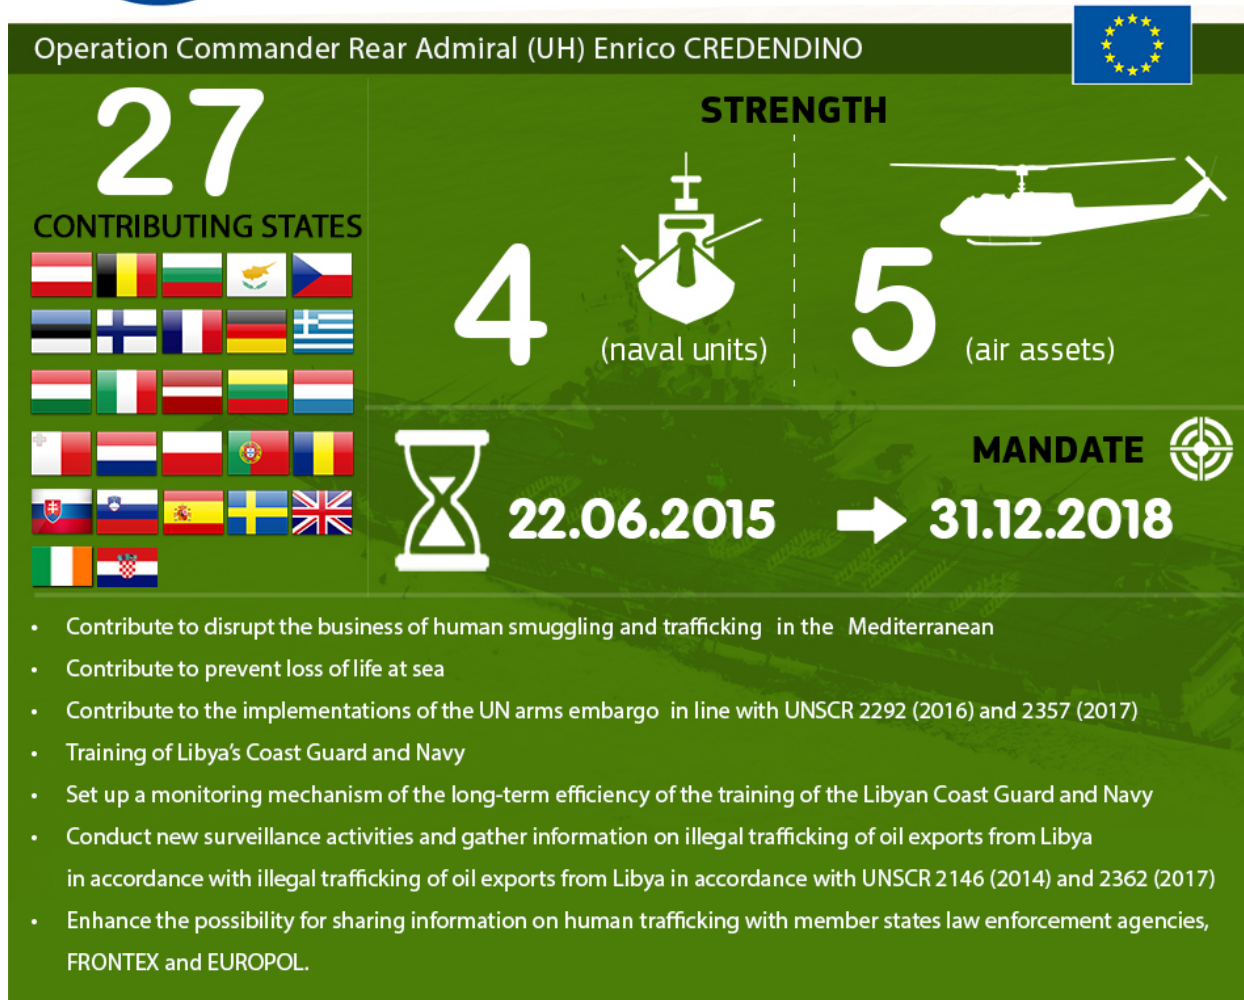 Operation Commander Rear Admiral (UH) Enrico CREDENDINO
27
CONTRIBUTING STATES
STRENGTH
4
(naval units)
5
(air assets)
MANDATE
22.06.2015
31.12.2018
• Contribute to disrupt the business of human smuggling and trafficking in the Mediterranean
• Contribute to prevent loss of life at sea
• Contribute to the implementations of the UN arms embargo in line with UNSCR 2292 (2016) and 2357 (2017)
• Training of Libya's Coast Guard and Navy
• Set up a monitoring mechanism of the long-term efficiency of the training of the Libyan Coast Guard and Navy
• Conduct new surveillance activities and gather information on illegal trafficking of oil exports from Libya
in accordance with illegal trafficking of oil exports from Libya in accordance with UNSCR 2146 (2014) and 2362 (2017)
• Enhance the possibility for sharing information on human trafficking with member states law enforcement agencies,
FRONTEX and EUROPOL.